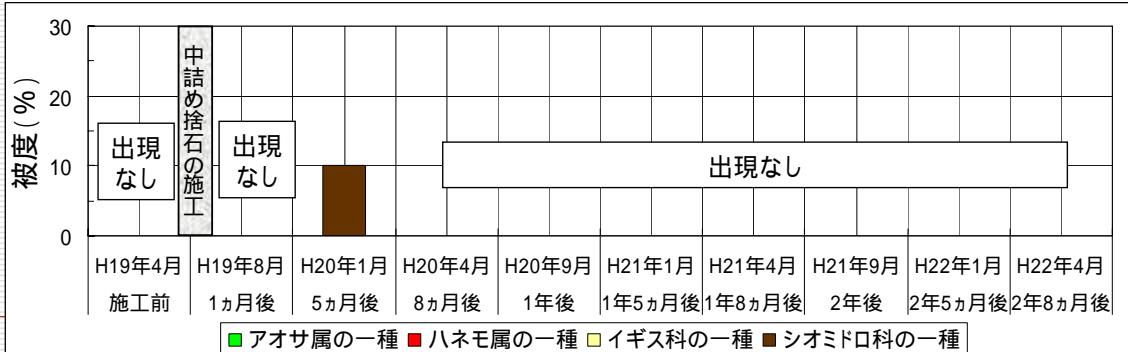 被度(%)
30
20
10
0
出現
なし
中詰め捨石の施工
出現
なし
出現なし
H19年4月 H19年8月 H20年1月 H20年4月 H20年9月 H21年1月 H21年4月 H21年9月 H22年1月 H22年4月
施工前 1ヵ月後 5ヵ月後 8ヵ月後 1年後 1年5ヵ月後 1年8ヵ月後 2年後 2年5ヵ月後 2年8ヵ月後
アオサ属の一種 ハネモ属の一種 イギス科の一種 シオミドロ科の一種